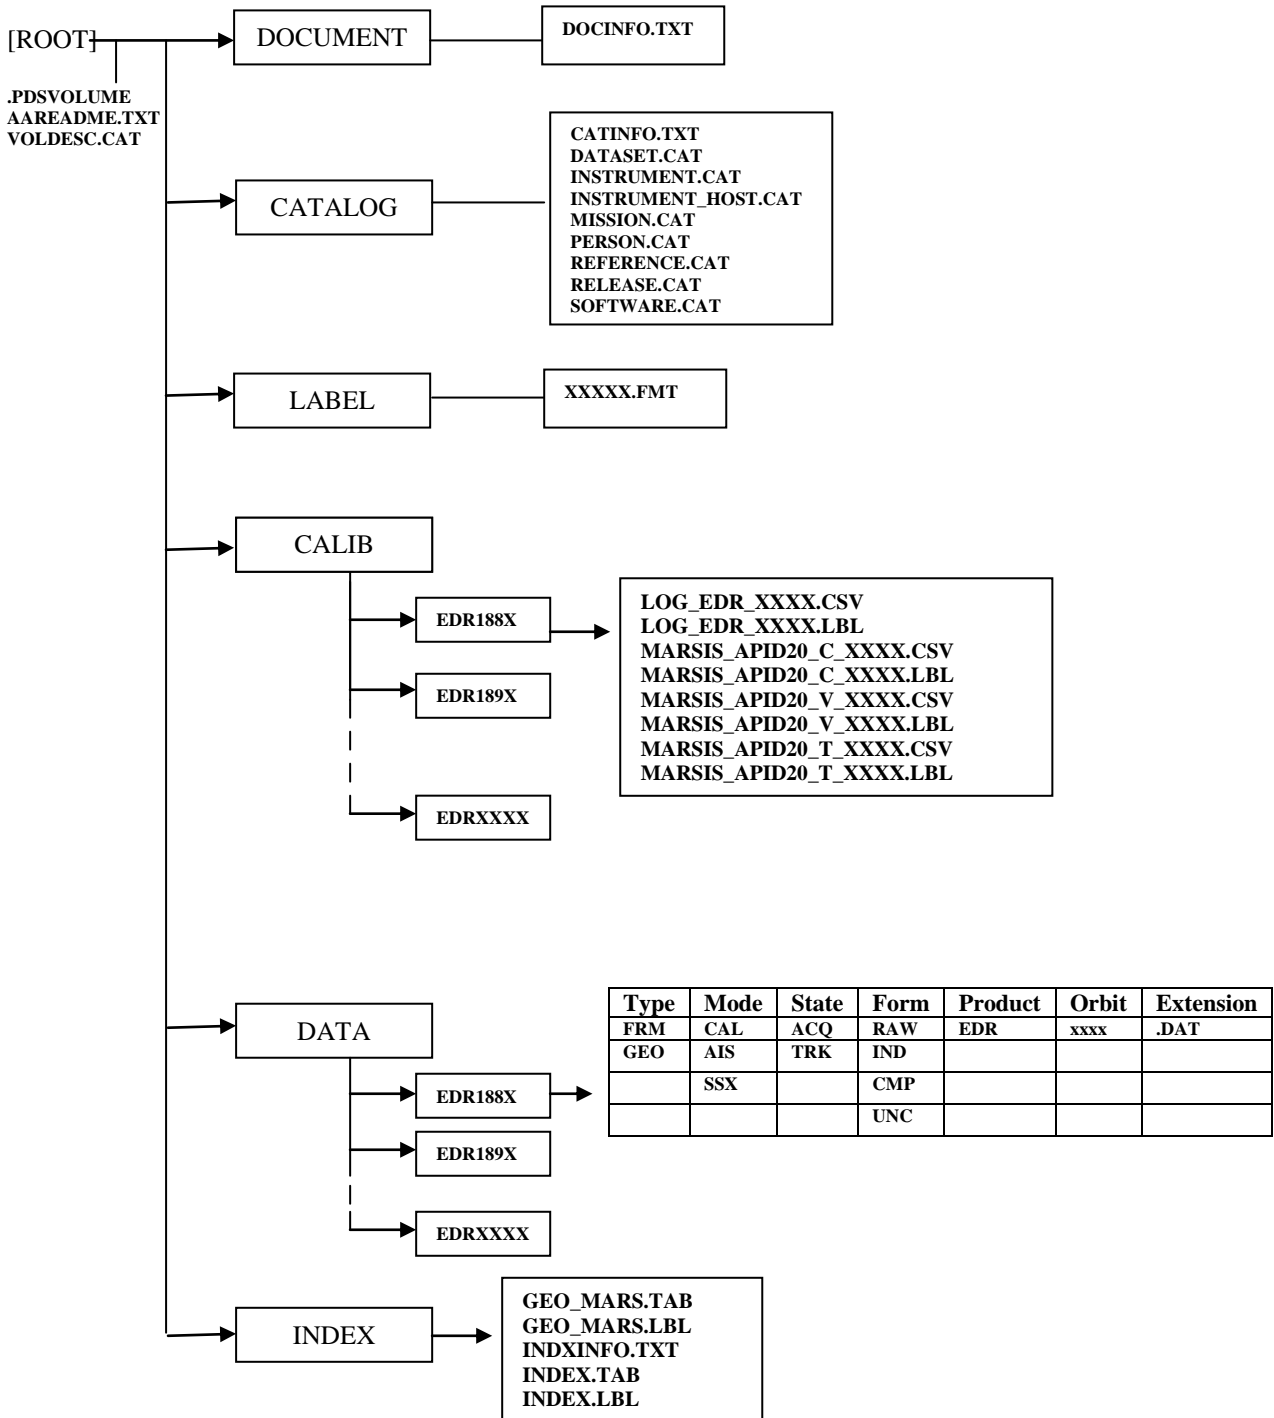 [ROOT]
.PDSVOLUME
AAREADME.TXT
VOLDESC.CAT
DOCUMENT
DOCINFO.TXT
CATALOG
CATINFO.TXT
DATASET.CAT
INSTRUMENT.CAT
INSTRUMENT_HOST.CAT
MISSION.CAT
PERSON.CAT
REFERENCE.CAT
RELEASE.CAT
SOFTWARE.CAT
LABEL
XXXXX.FMT
CALIB
EDR188X
LOG_EDR_XXXX.CSV
LOG_EDR_XXXX.LBL
MARSIS_APID20_C_XXXX.CSV
MARSIS_APID20_C_XXXX.LBL
MARSIS_APID20_V_XXXX.CSV
MARSIS_APID20_V_XXXX.LBL
MARSIS_APID20_T_XXXX.CSV
MARSIS_APID20_T_XXXX.LBL
EDR189X
EDRXXXX
DATA
EDR188X
Type Mode State Form Product Orbit Extension
FRM CAL ACQ RAW EDR xxxx .DAT
GEO AIS TRK IND
SSX CMP
UNC
EDR189X
EDRXXXX
INDEX
GEO_MARS.TAB
GEO_MARS.LBL
INDXINFO.TXT
INDEX.TAB
INDEX.LBL